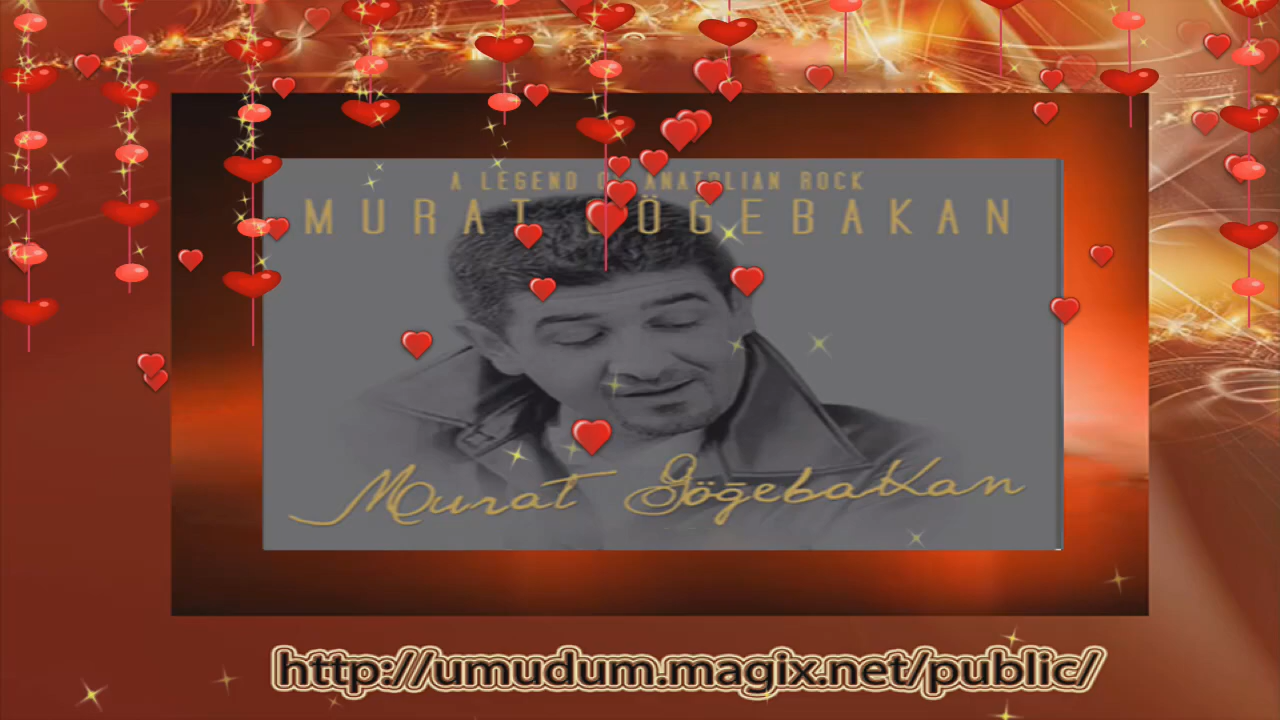 A LEGEND OF ANATOLIAN ROCK
MURAT GÖGEBAKAN
Murat Göğebakan
http://umudum.magix.net/public/